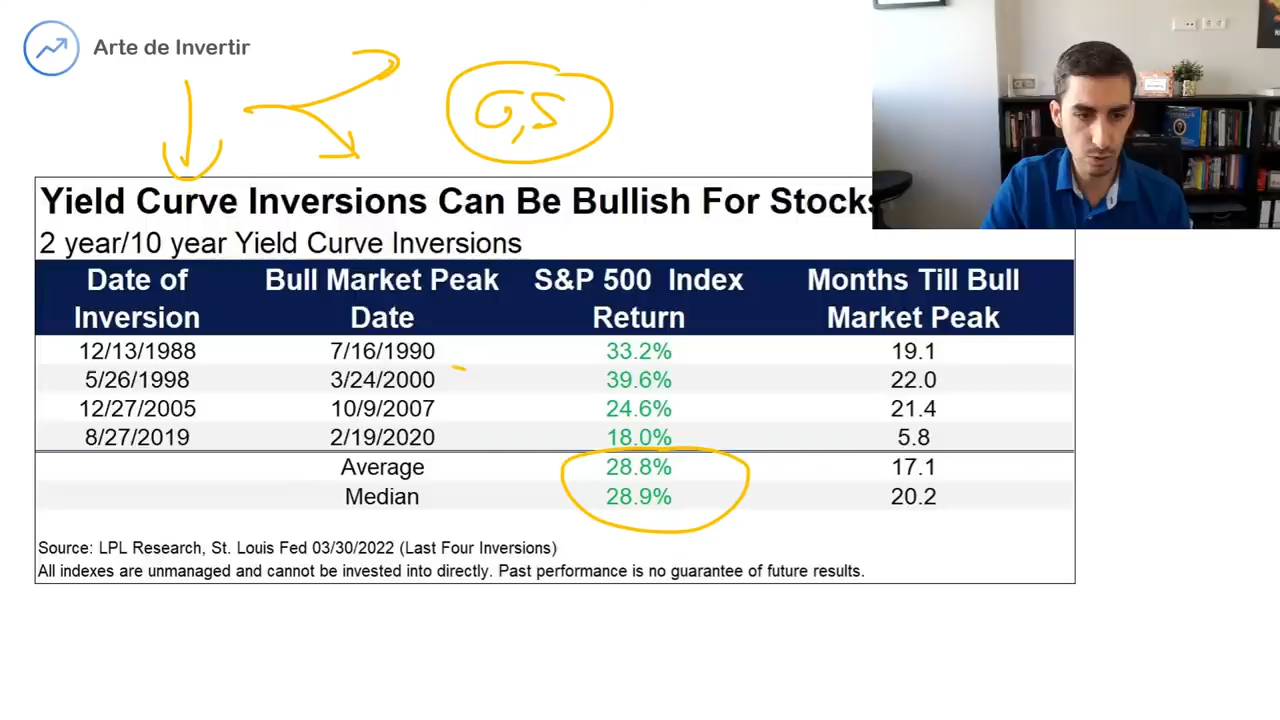 Arte de Invertir
0,5
Yield Curve Inversions Can Be Bullish For Stocks
2 year/10 year Yield Curve Inversions
Date of Inversion Bull Market Peak Date S&P 500 Index Return Months Till Bull Market Peak
12/13/1988 7/16/1990 33.2% 19.1
5/26/1998 3/24/2000 39.6% 22.0
12/27/2005 10/9/2007 24.6% 21.4
8/27/2019 2/19/2020 18.0% 5.8
Average 28.8% 17.1
Median 28.9% 20.2
Source: LPL Research, St. Louis Fed 03/30/2022 (Last Four Inversions)
All indexes are unmanaged and cannot be invested into directly. Past performance is no guarantee of future results.